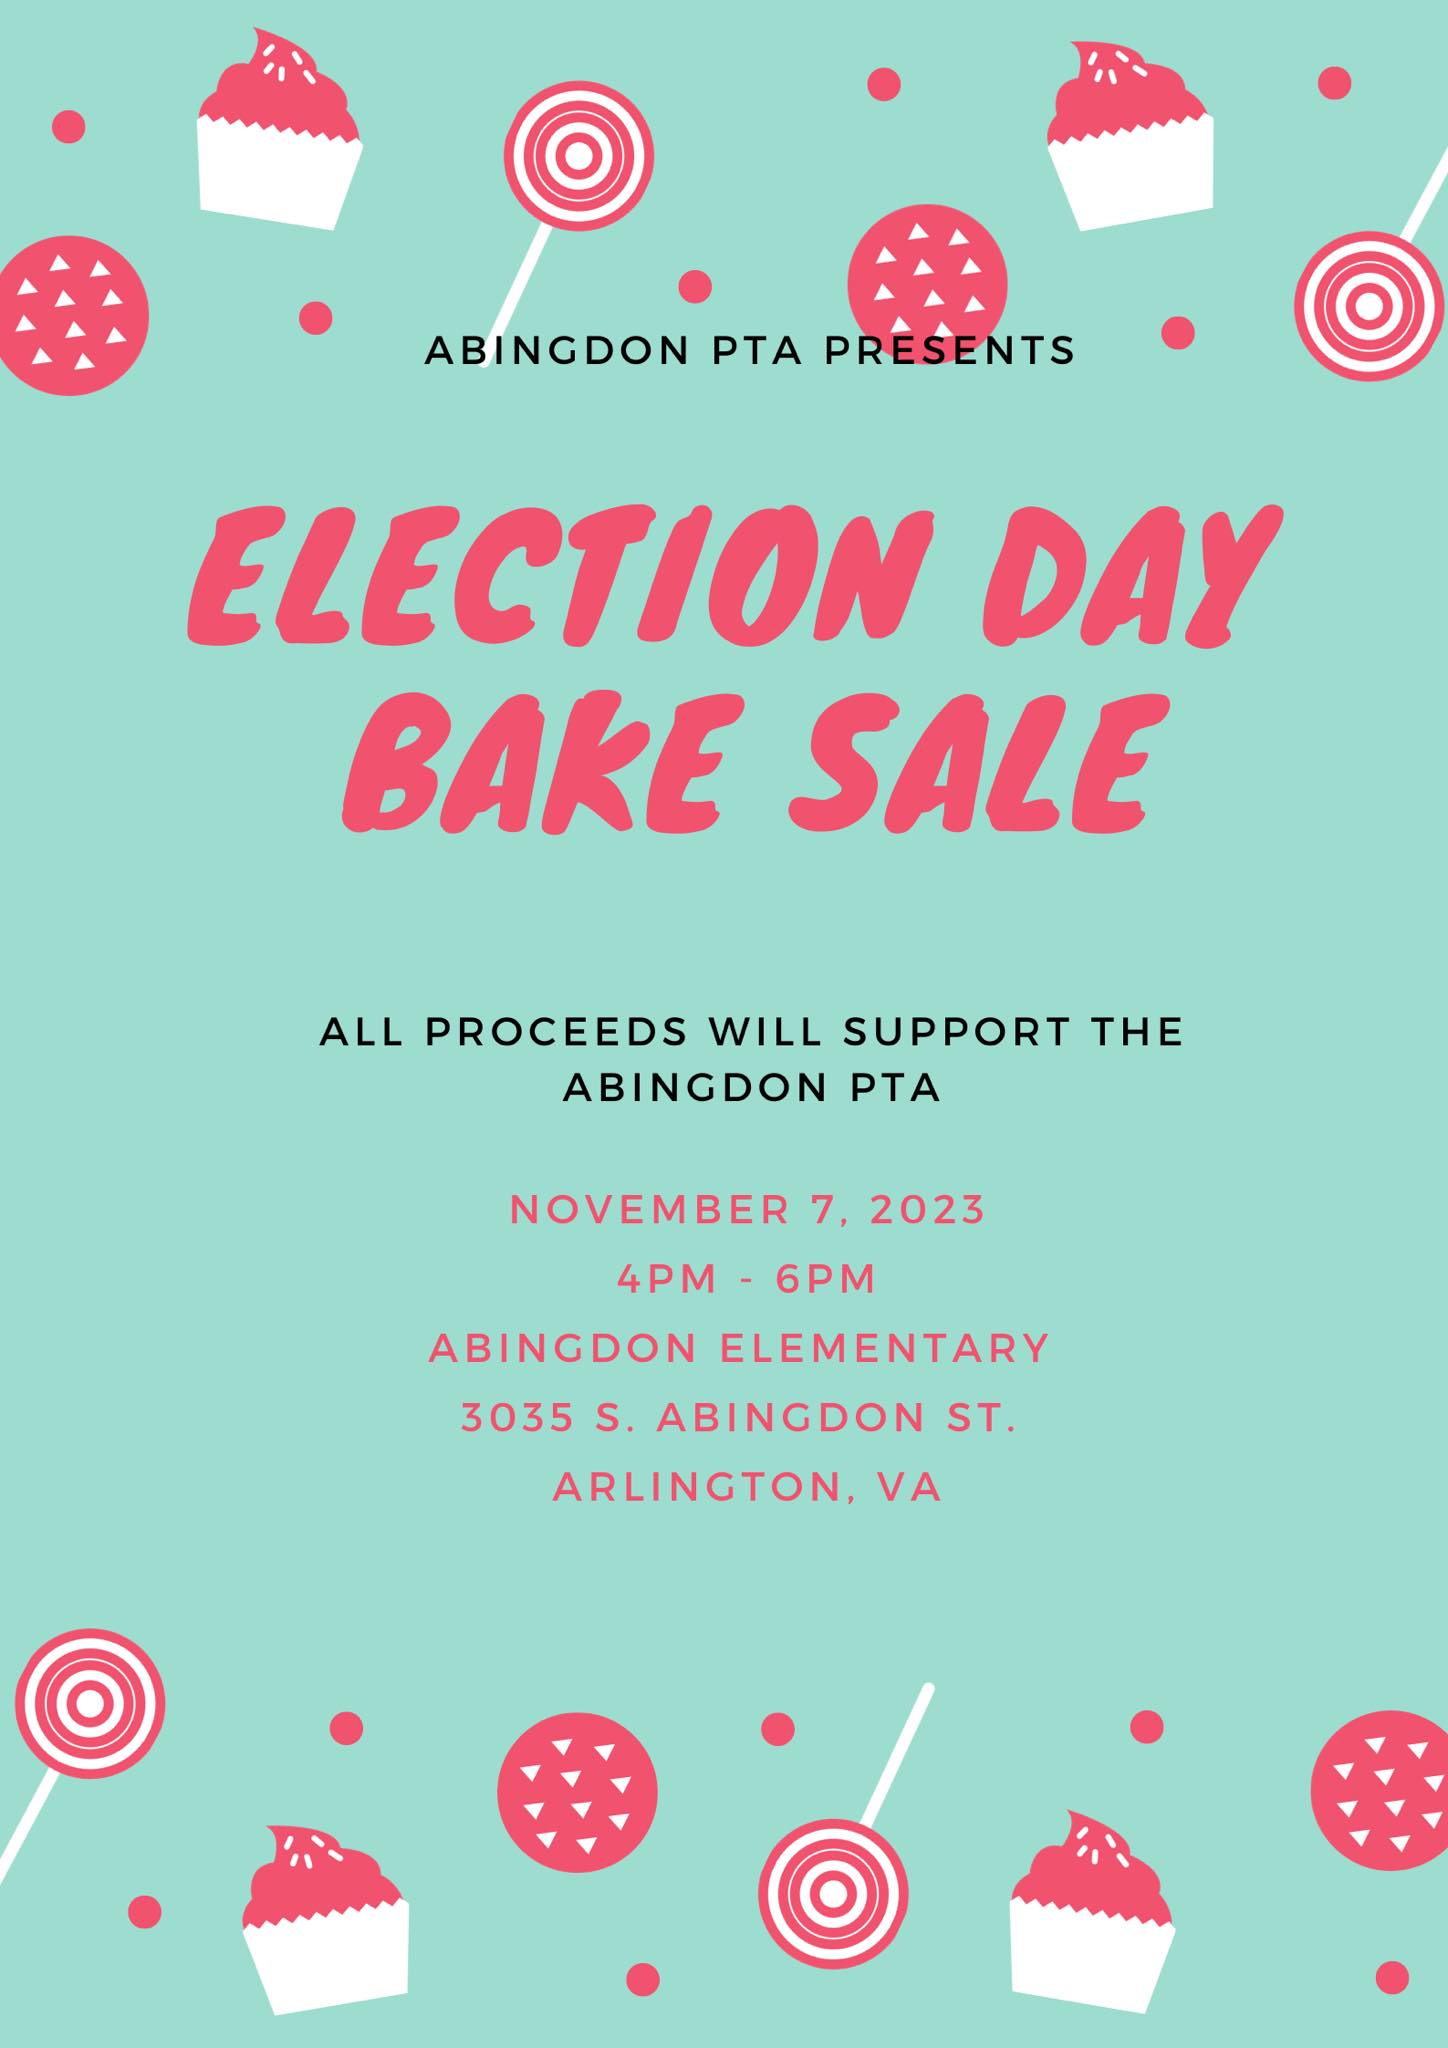 ABINGDON PTA PRESENTS
ELECTION DAY
BAKE SALE
ALL PROCEEDS WILL SUPPORT THE
ABINGDON PTA
NOVEMBER 7, 2023
4PM - 6PM
ABINGDON ELEMENTARY
3035 S. ABINGDON ST.
ARLINGTON, VA